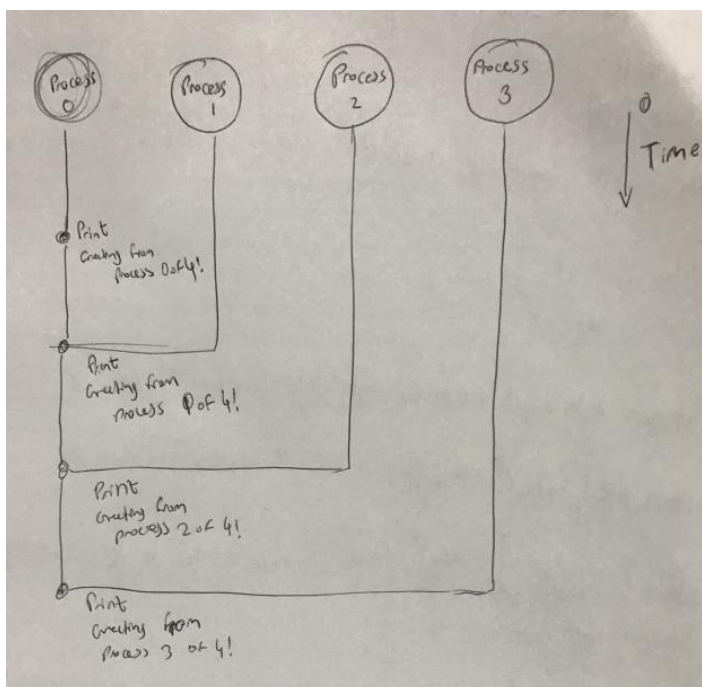 Process
0
Process
1
Process
2
Process
3
0
Time
Print
Greeting from
process 0 of 4!
Print
Greeting from
process 1 of 4!
Print
Greeting from
process 2 of 4!
Print
Greeting from
Process 3 of 4!